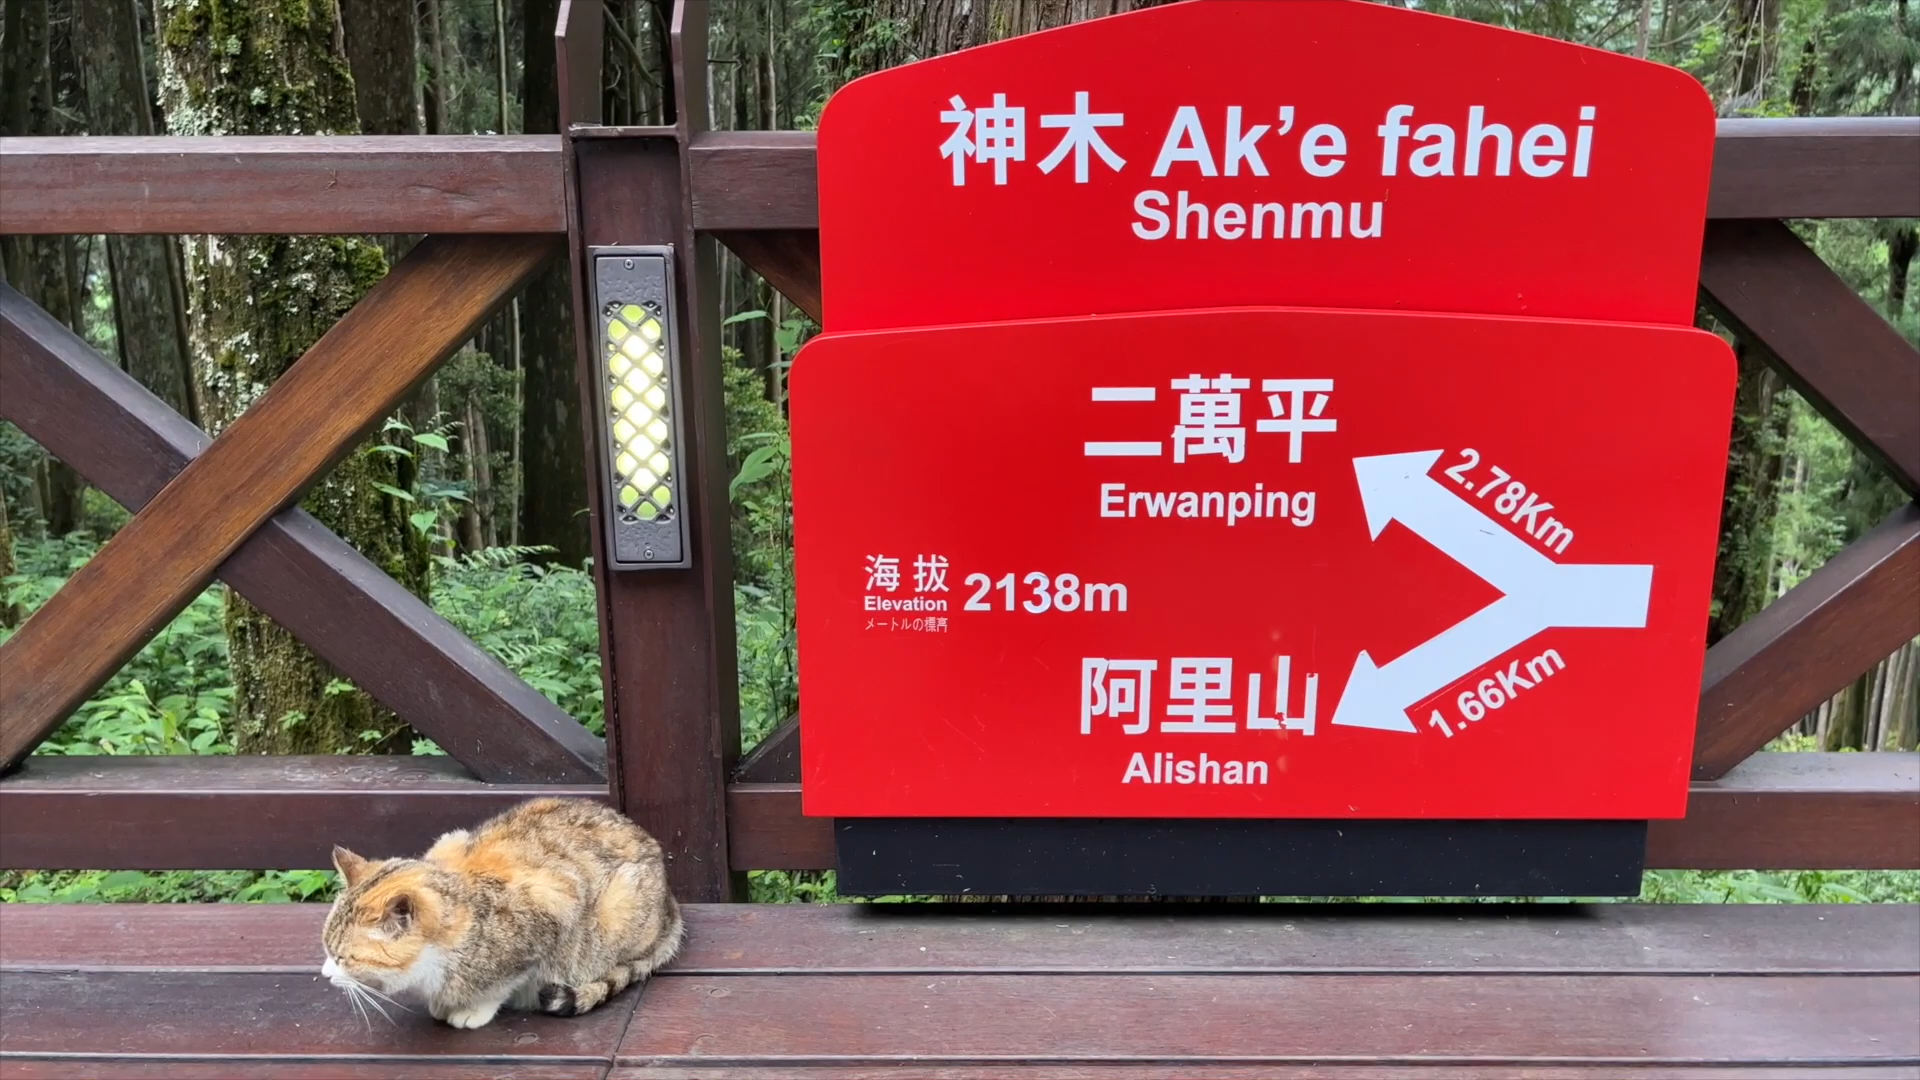 神木 Ak'e fahei
Shenmu
二萬平
Erwanping
2.78Km
海拔 2138m
Elevation
メートルの標高
阿里山
Alishan
1.66Km